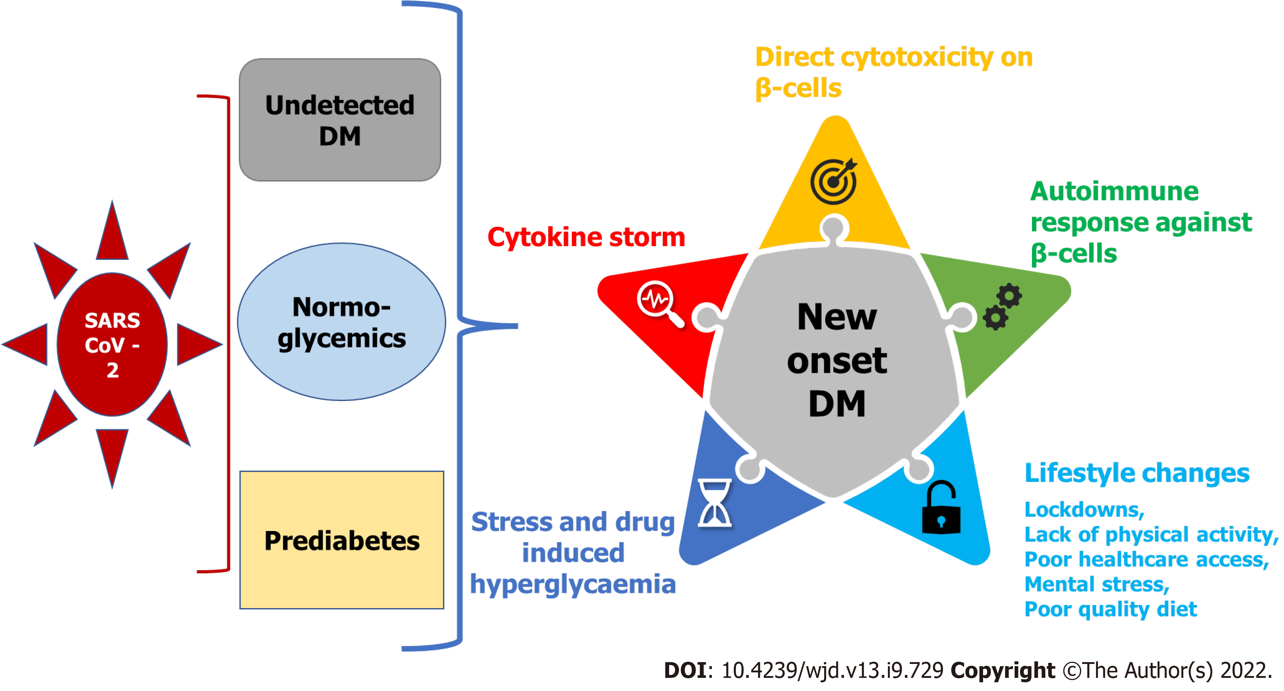 SARS
CoV -
2
Undetected
DM
Normo-
glycemics
Prediabetes
Direct cytotoxicity on
β-cells
Cytokine storm
Autoimmune
response against
β-cells
New
onset
DM
Stress and drug
induced
hyperglycaemia
Lifestyle changes
Lockdowns,
Lack of physical activity,
Poor healthcare access,
Mental stress,
Poor quality diet
DOI: 10.4239/wjd.v13.i9.729 Copyright ©The Author(s) 2022.